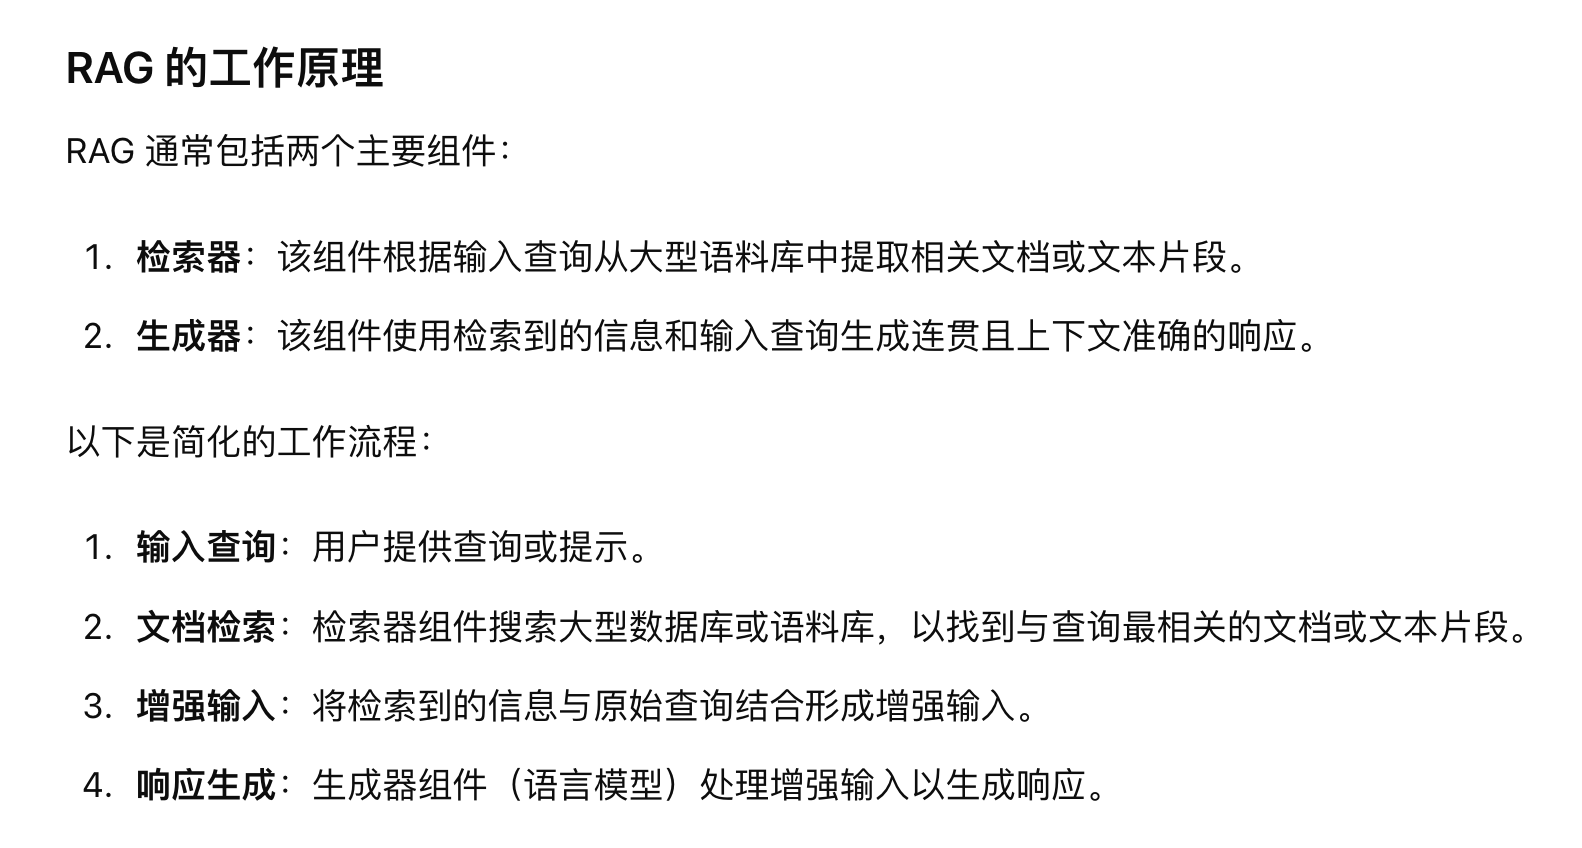 RAG 的工作原理
RAG 通常包括两个主要组件：
1. 检索器：该组件根据输入查询从大型语料库中提取相关文档或文本片段。
2. 生成器：该组件使用检索到的信息和输入查询生成连贯且上下文准确的响应。
以下是简化的工作流程：
1. 输入查询：用户提供查询或提示。
2. 文档检索：检索器组件搜索大型数据库或语料库，以找到与查询最相关的文档或文本片段。
3. 增强输入：将检索到的信息与原始查询结合形成增强输入。
4. 响应生成：生成器组件（语言模型）处理增强输入以生成响应。